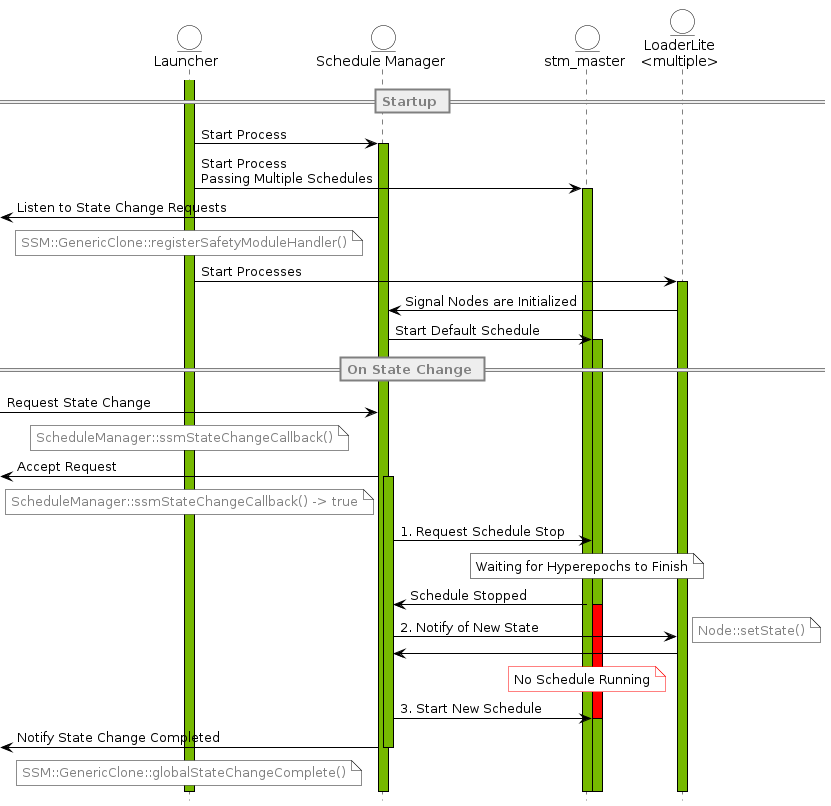 Launcher
Schedule Manager
stm_master
LoaderLite
<multiple>
Startup
Start Process
Start Process
Passing Multiple Schedules
Listen to State Change Requests
SSM::GenericClone::registerSafetyModuleHandler()
Start Processes
Signal Nodes are Initialized
Start Default Schedule
On State Change
Request State Change
ScheduleManager::ssmStateChangeCallback()
Accept Request
ScheduleManager::ssmStateChangeCallback() -> true
1. Request Schedule Stop
Waiting for Hyperepochs to Finish
Schedule Stopped
2. Notify of New State
Node::setState()
No Schedule Running
3. Start New Schedule
Notify State Change Completed
SSM::GenericClone::globalStateChangeComplete()